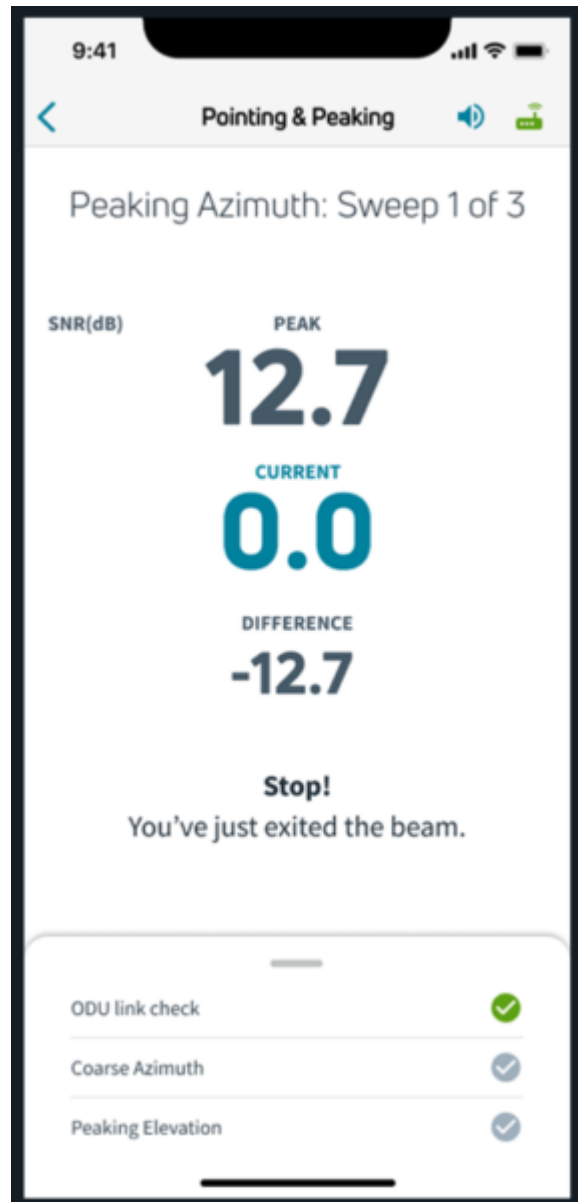 9:41
Pointing & Peaking
Peaking Azimuth: Sweep 1 of 3
SNR(dB)
PEAK
12.7
CURRENT
0.0
DIFFERENCE
-12.7
Stop!
You’ve just exited the beam.
ODU link check
Coarse Azimuth
Peaking Elevation